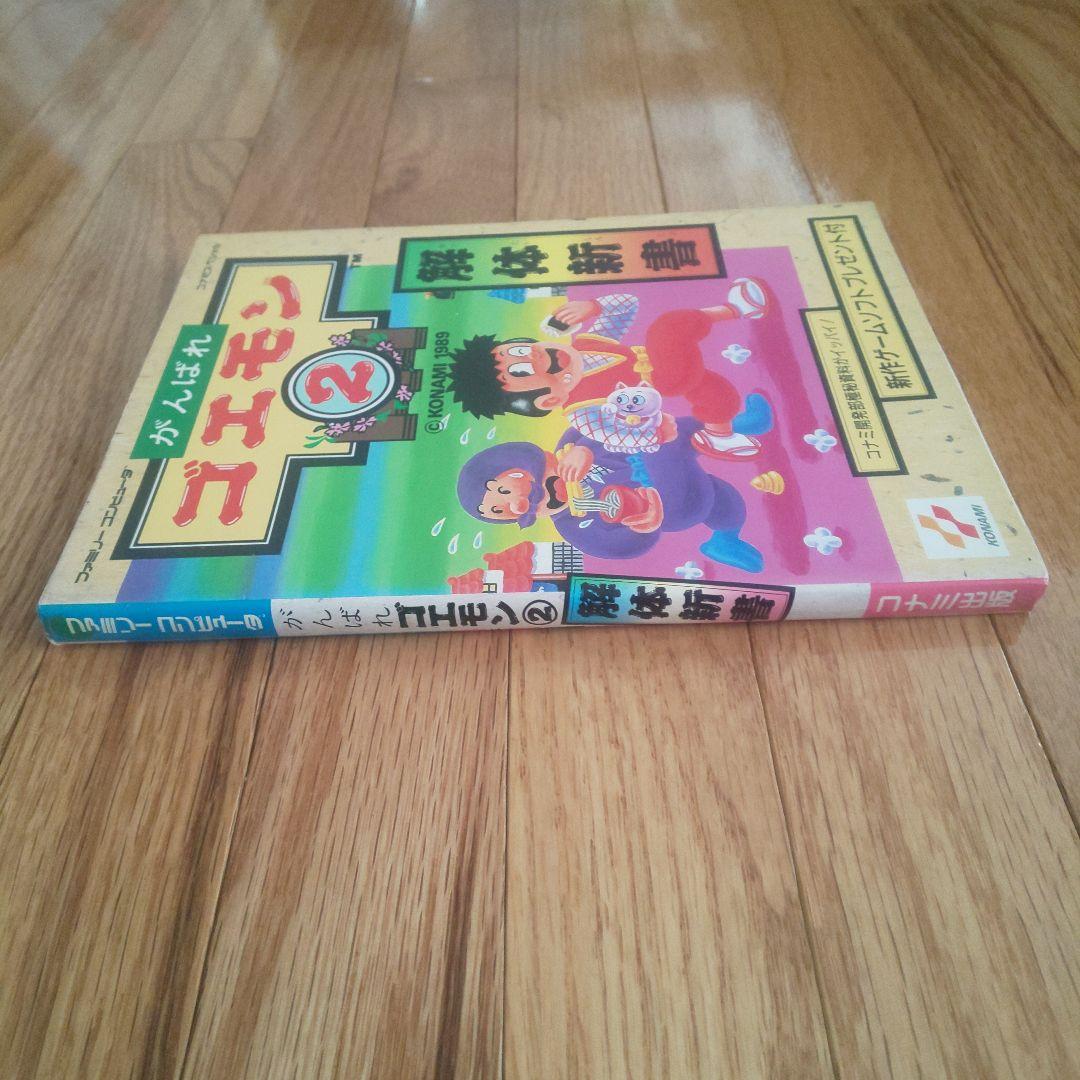 ファミリーコンピュータ
がんばれ
ゴエモン
2
TM
©KONAMI 1989
解体新書
コナミ開発部極秘資料がイッパイ!
新作ゲームソフトプレゼント付
KONAMI
ファミリーコンピュータ がんばれゴエモン② 解体新書 コナミ出版